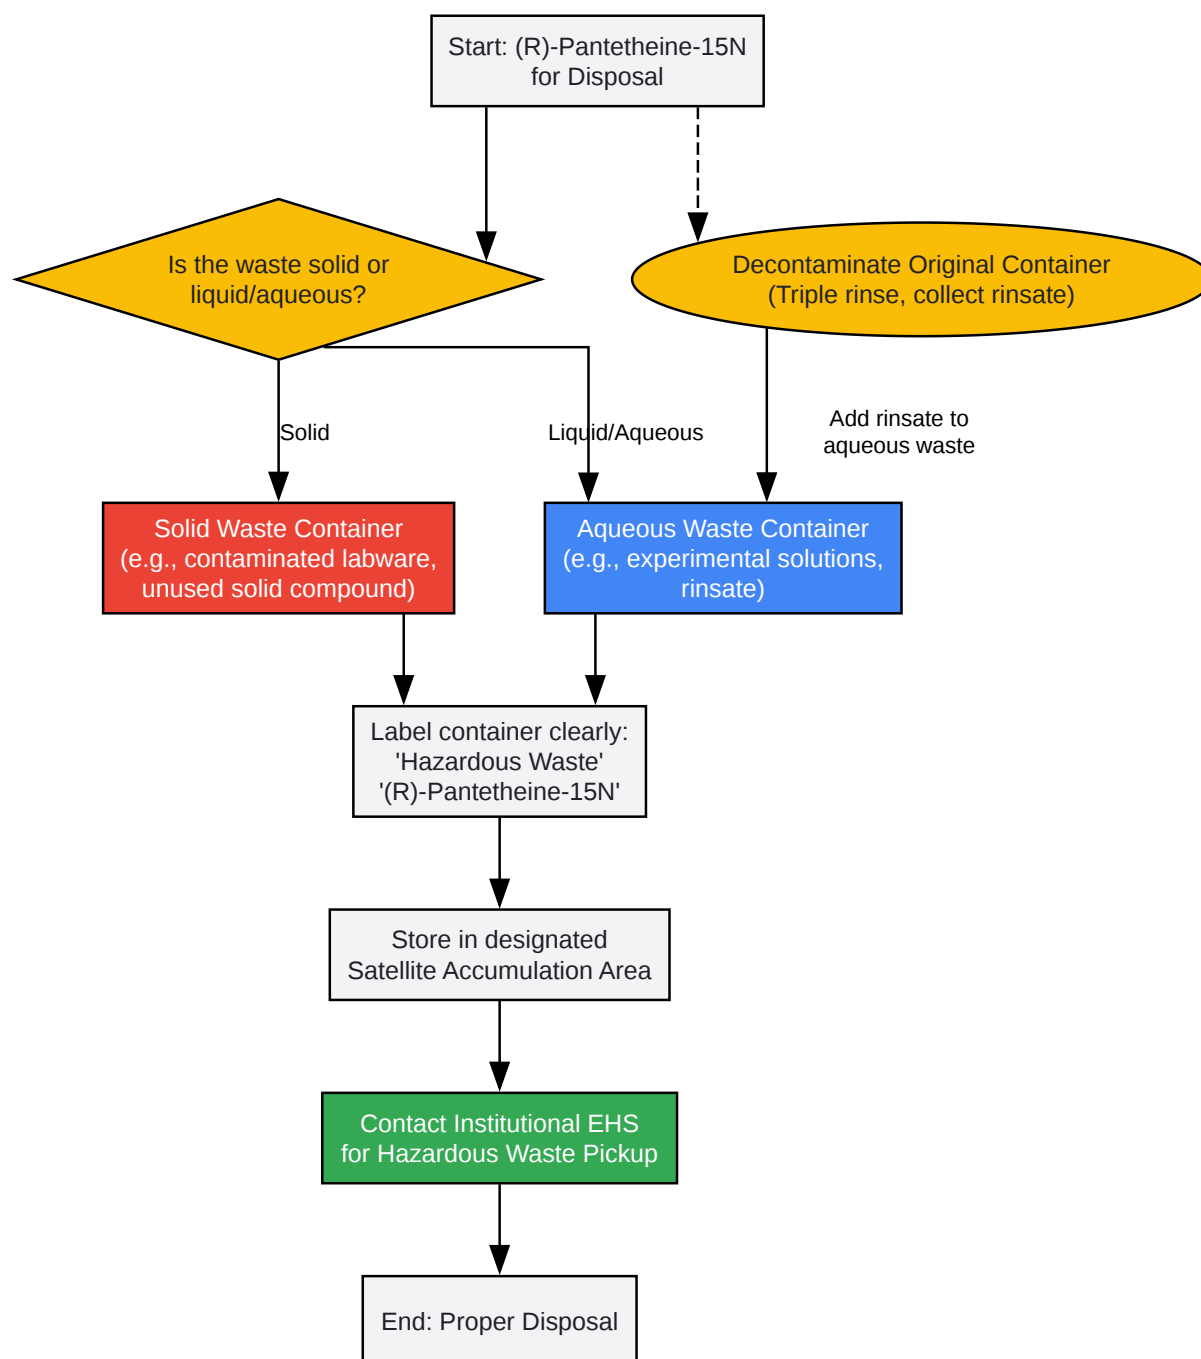 Start: (R)-Pantetheine-15N
for Disposal
Is the waste solid or
liquid/aqueous?
Decontaminate Original Container
(Triple rinse, collect rinsate)
Solid
Liquid/Aqueous
Add rinsate to
aqueous waste
Solid Waste Container
(e.g., contaminated labware,
unused solid compound)
Aqueous Waste Container
(e.g., experimental solutions,
rinsate)
Label container clearly:
'Hazardous Waste'
'(R)-Pantetheine-15N'
Store in designated
Satellite Accumulation Area
Contact Institutional EHS
for Hazardous Waste Pickup
End: Proper Disposal